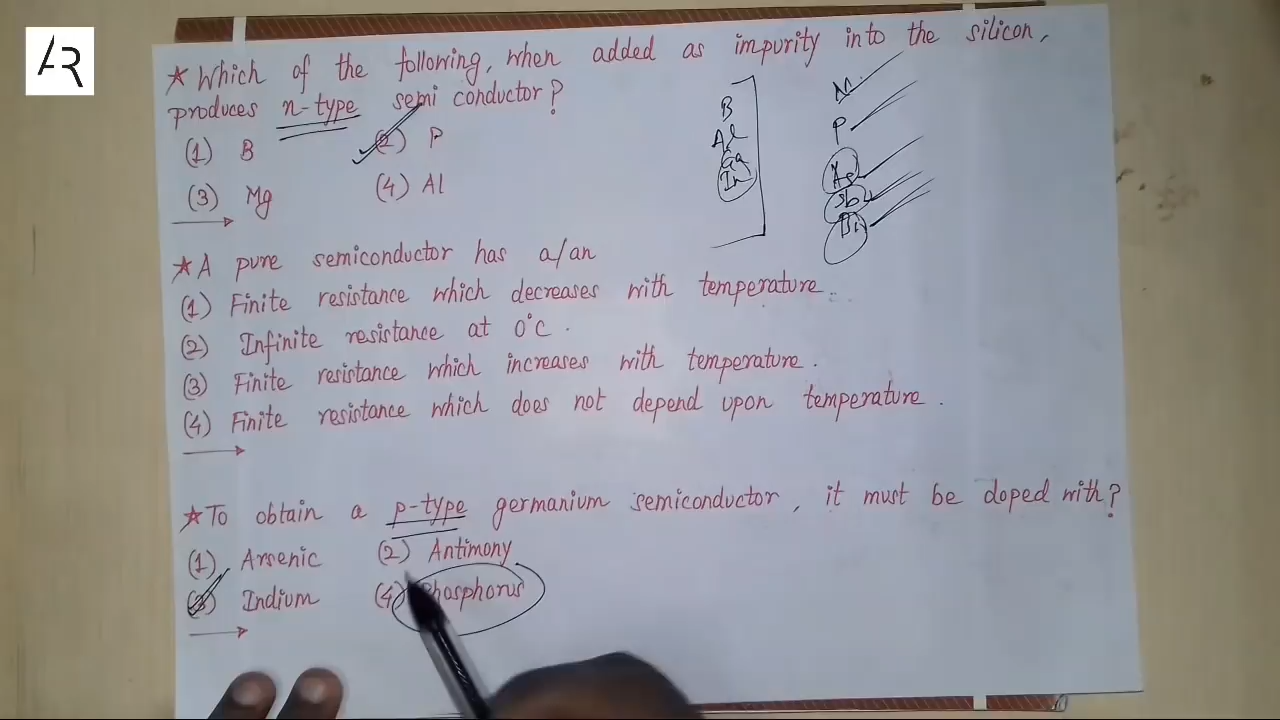 AR
★ Which of the following, when added as impurity into the silicon,
produces n-type semi conductor?
(1) B (2) P
(3) Mg (4) Al
B
Al
Ga
In
N
P
As
Sb
Bi
★ A pure semiconductor has a/an
(1) Finite resistance which decreases with temperature.
(2) Infinite resistance at 0°C.
(3) Finite resistance which increases with temperature.
(4) Finite resistance which does not depend upon temperature.
★ To obtain a p-type germanium semiconductor, it must be doped with?
(1) Arsenic (2) Antimony
(3) Indium (4) Phosphorus